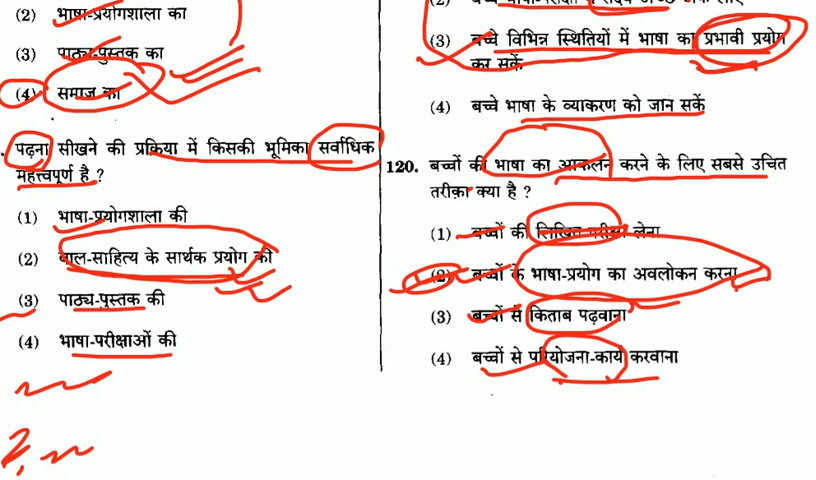 (2) भाषा-प्रयोगशाला का
(3) पाठ्य-पुस्तक का
(4) समाज का
पढ़ना सीखने की प्रक्रिया में किसकी भूमिका सर्वाधिक
महत्त्वपूर्ण है ?
(1) भाषा-प्रयोगशाला की
(2) बाल-साहित्य के सार्थक प्रयोग की
(3) पाठ्य-पुस्तक की
(4) भाषा-परीक्षाओं की
(3) बच्चे विभिन्न स्थितियों में भाषा का प्रभावी प्रयोग
कर सकें
(4) बच्चे भाषा के व्याकरण को जान सकें
120. बच्चों की भाषा का आकलन करने के लिए सबसे उचित
तरीक़ा क्या है ?
(1) बच्चों की लिखित परीक्षा लेना
(2) बच्चों के भाषा-प्रयोग का अवलोकन करना
(3) बच्चों से किताब पढ़वाना
(4) बच्चों से परियोजना-कार्य करवाना